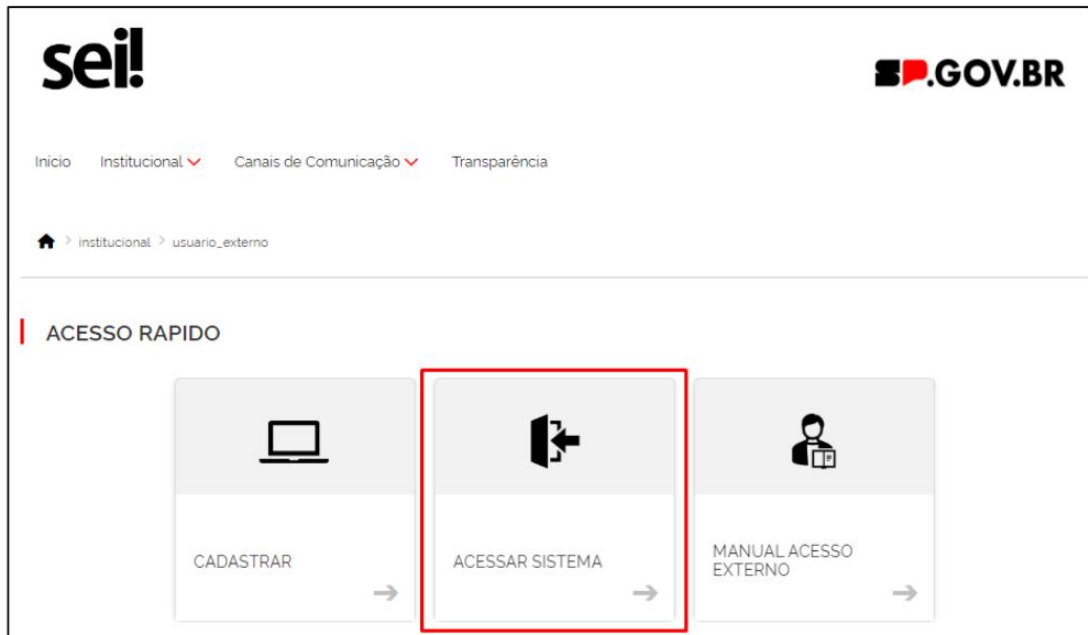 sei!
SP.GOV.BR
Início Institucional Canais de Comunicação Transparência
institucional > usuario_externo
ACESSO RAPIDO
CADASTRAR
ACESSAR SISTEMA
MANUAL ACESSO
EXTERNO